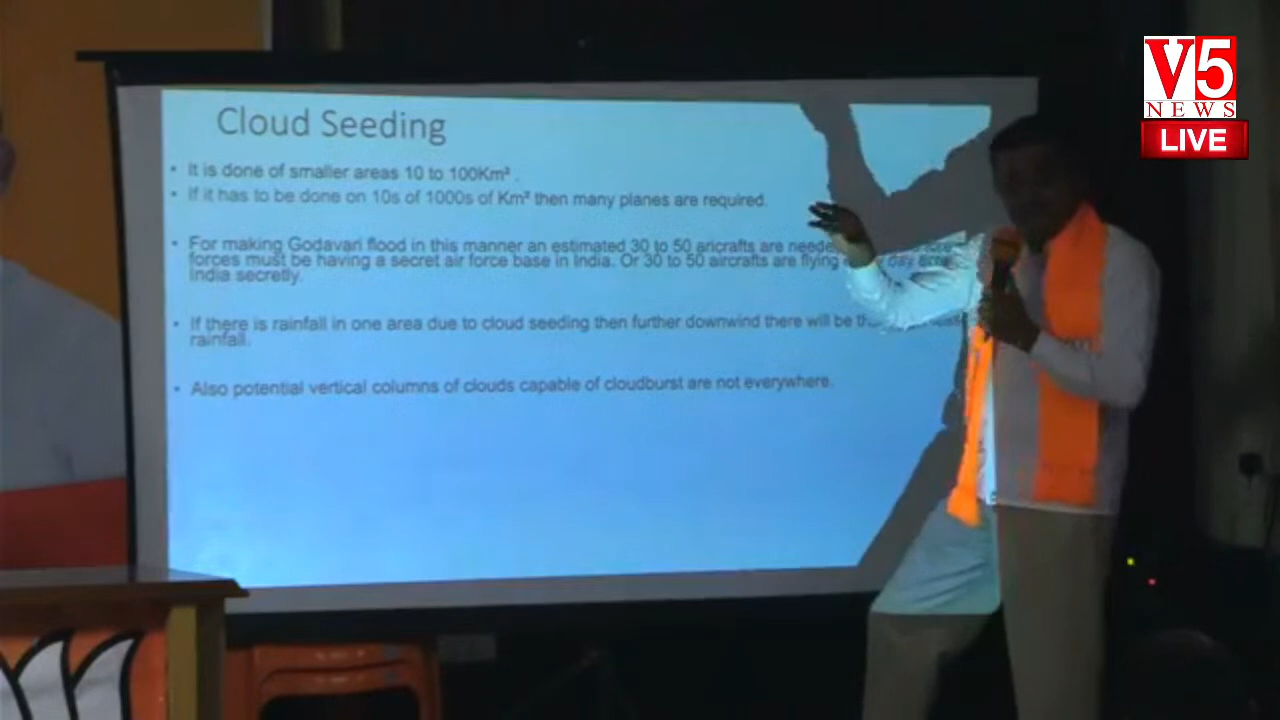 V5
NEWS
LIVE
Cloud Seeding
• It is done of smaller areas 10 to 100Km² .
• If it has to be done on 10s of 1000s of Km² then many planes are required.
• For making Godavari flood in this manner an estimated 30 to 50 aricrafts are
forces must be having a secret air force base in India. Or 30 to 50 aircrafts are flying day
India secretly.
• If there is rainfall in one area due to cloud seeding then further downwind there will be
rainfall.
• Also potential vertical columns of clouds capable of cloudburst are not everywhere.